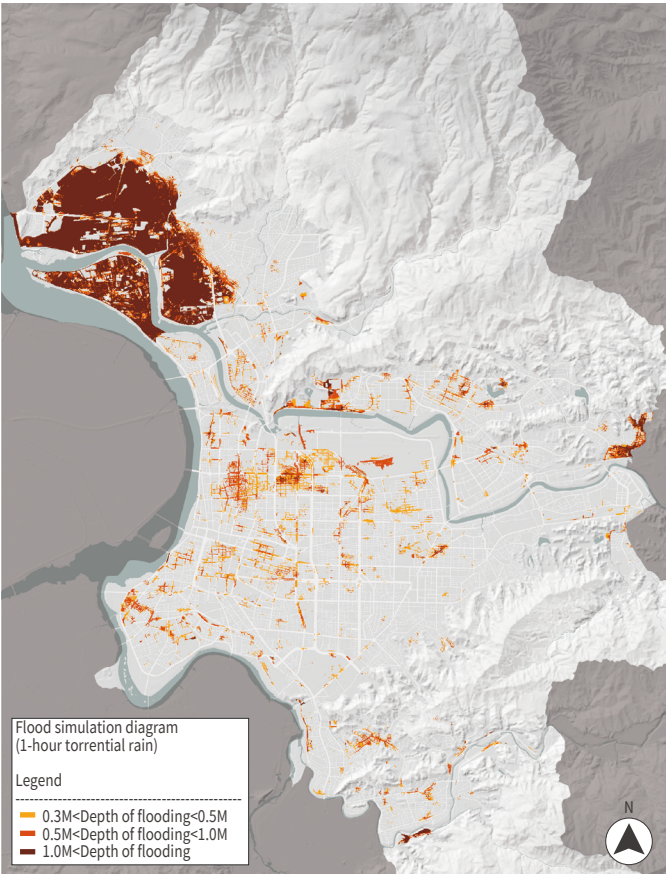 Flood simulation diagram
(1-hour torrential rain)
Legend
0.3M<Depth of flooding<0.5M
0.5M<Depth of flooding<1.0M
1.0M<Depth of flooding
N